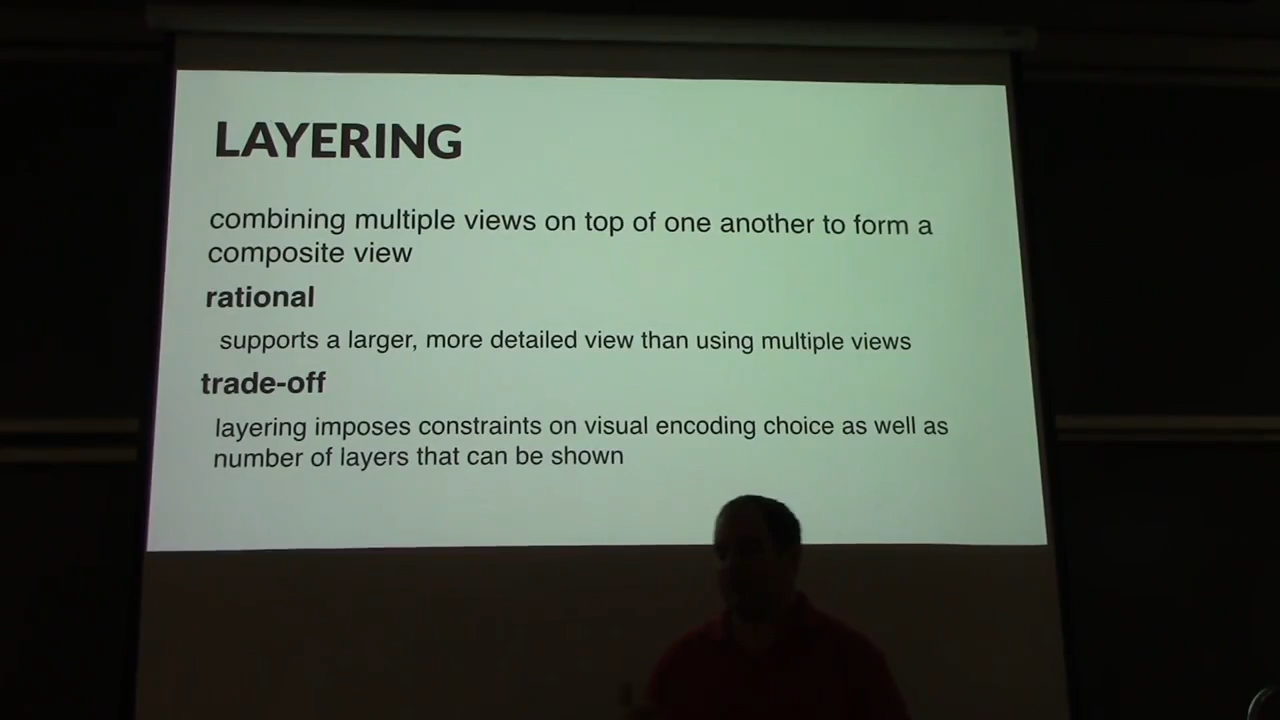 LAYERING
combining multiple views on top of one another to form a
composite view
rational
supports a larger, more detailed view than using multiple views
trade-off
layering imposes constraints on visual encoding choice as well as
number of layers that can be shown